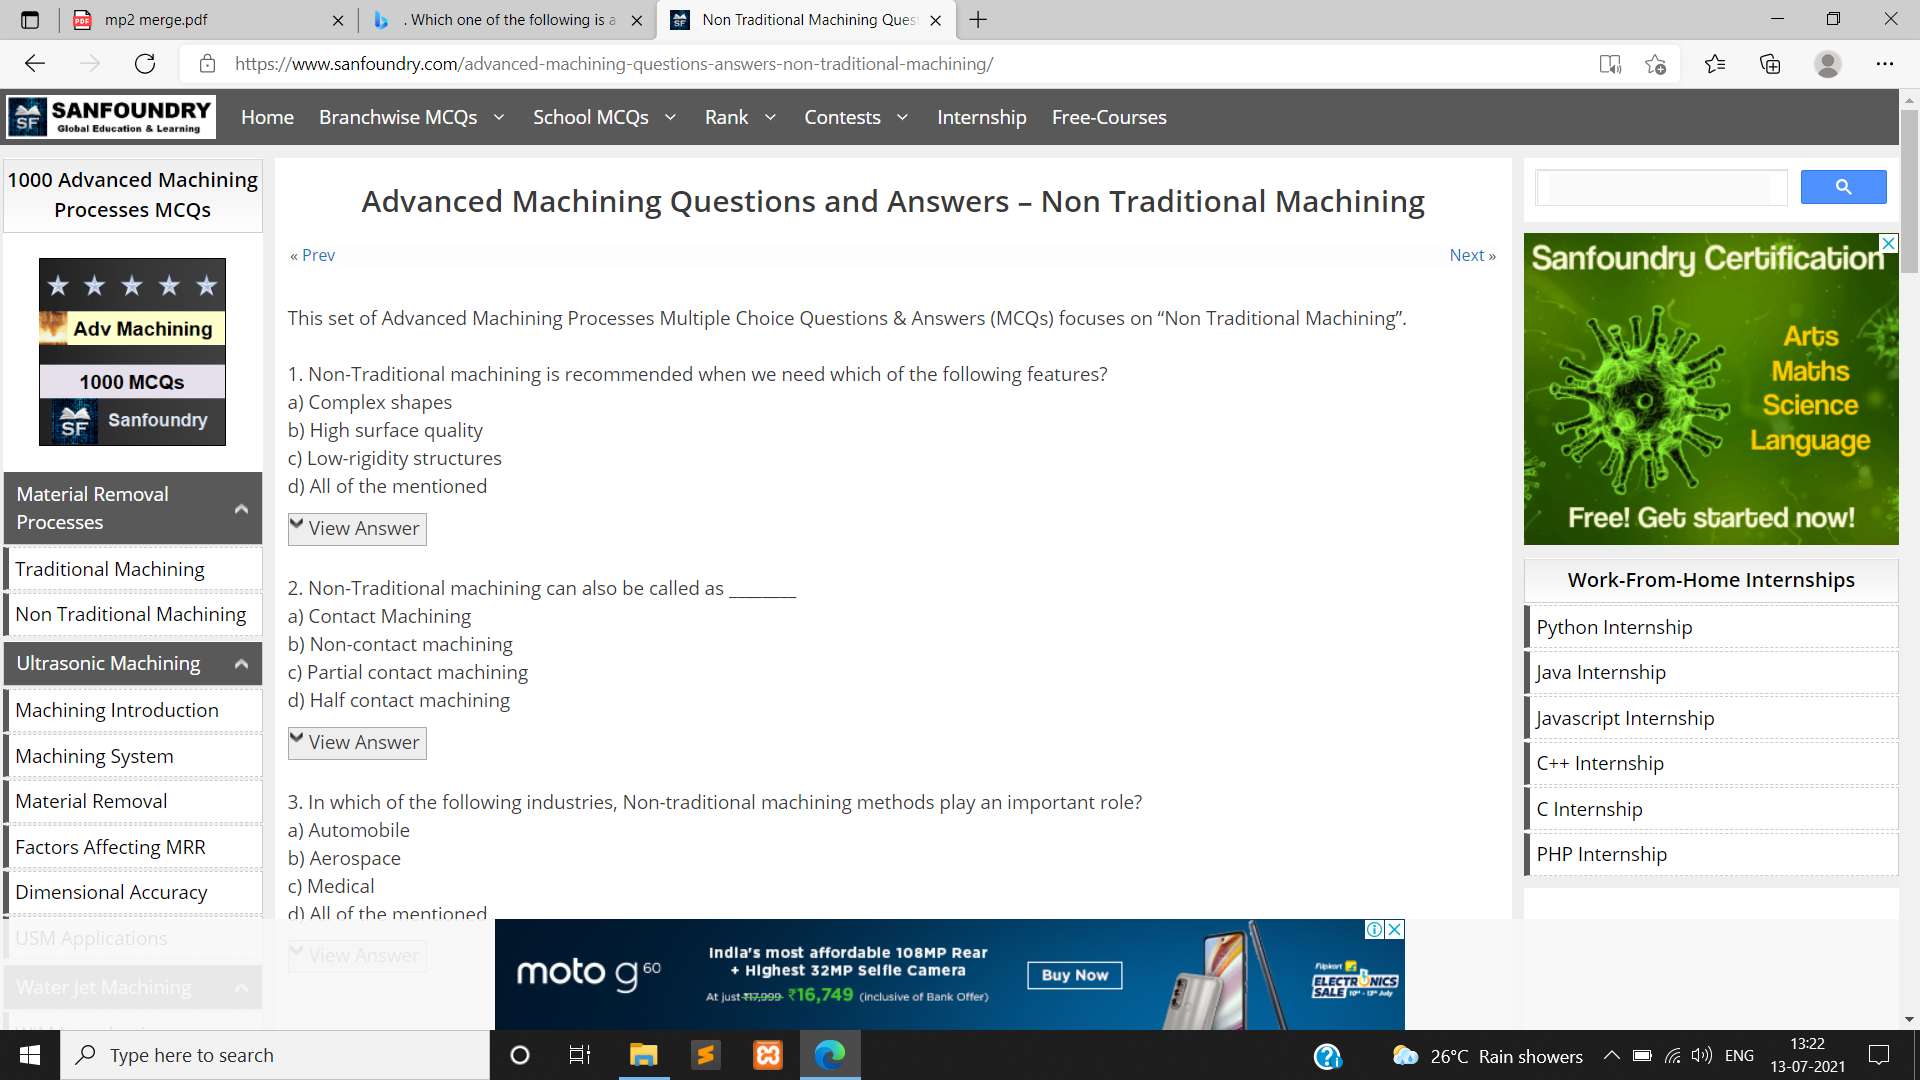 mp2 merge.pdf
. Which one of the following is a
Non Traditional Machining Ques
https://www.sanfoundry.com/advanced-machining-questions-answers-non-traditional-machining/
SF SANFOUNDRY
Global Education & Learning
Home Branchwise MCQs School MCQs Rank Contests Internship Free-Courses
1000 Advanced Machining
Processes MCQs
Adv Machining
1000 MCQs
SF Sanfoundry
Material Removal
Processes
Traditional Machining
Non Traditional Machining
Ultrasonic Machining
Machining Introduction
Machining System
Material Removal
Factors Affecting MRR
Dimensional Accuracy
USM Applications
Water Jet Machining
Advanced Machining Questions and Answers – Non Traditional Machining
« Prev
Next »
This set of Advanced Machining Processes Multiple Choice Questions & Answers (MCQs) focuses on “Non Traditional Machining”.
1. Non-Traditional machining is recommended when we need which of the following features?
a) Complex shapes
b) High surface quality
c) Low-rigidity structures
d) All of the mentioned
View Answer
2. Non-Traditional machining can also be called as ________
a) Contact Machining
b) Non-contact machining
c) Partial contact machining
d) Half contact machining
View Answer
3. In which of the following industries, Non-traditional machining methods play an important role?
a) Automobile
b) Aerospace
c) Medical
d) All of the mentioned
View Answer
Sanfoundry Certification
Arts
Maths
Science
Language
Free! Get started now!
Work-From-Home Internships
Python Internship
Java Internship
Javascript Internship
C++ Internship
C Internship
PHP Internship
moto g60
India's most affordable 108MP Rear
+ Highest 32MP Selfie Camera
At just ₹17,999 ₹16,749 (inclusive of Bank Offer)
Buy Now
Flipkart
ELECTRONICS
SALE 10th - 13th July
Type here to search
26°C Rain showers
ENG
13:22
13-07-2021